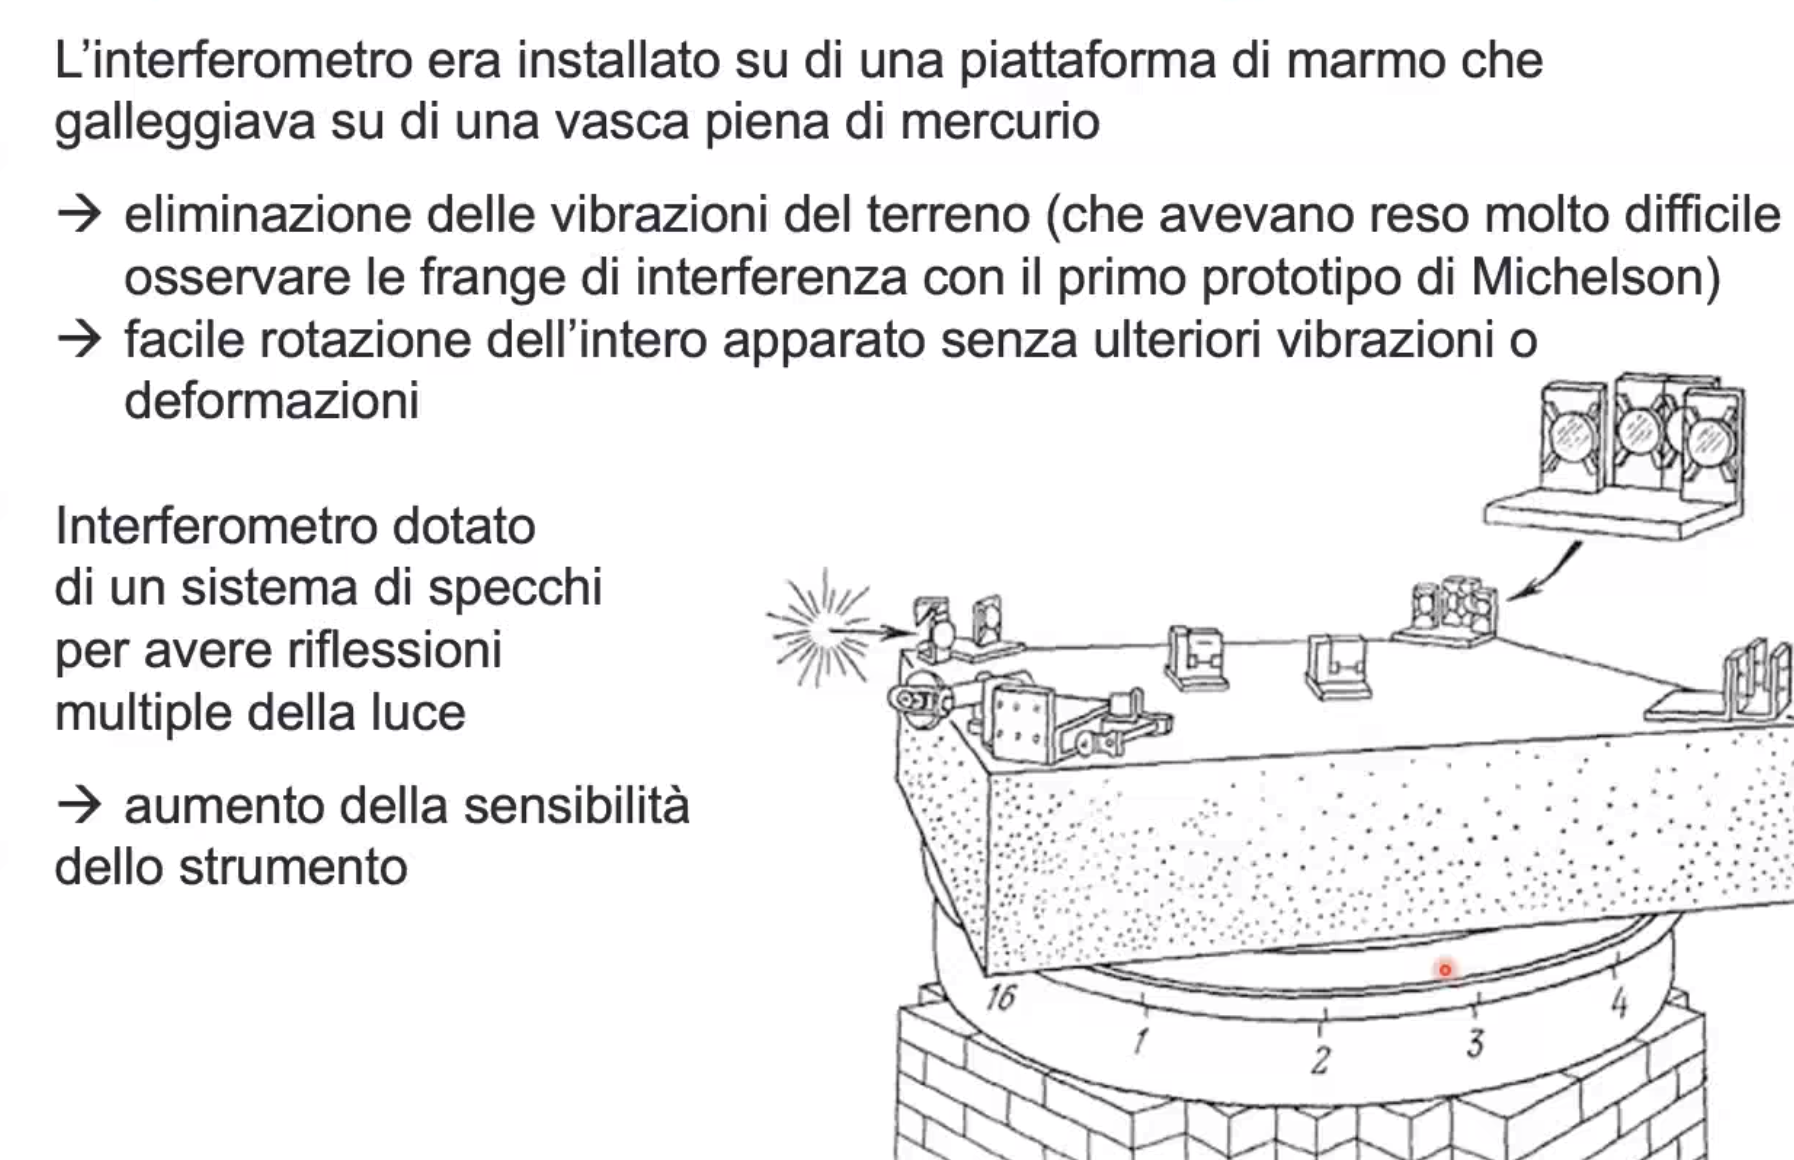 L’interferometro era installato su di una piattaforma di marmo che
galleggiava su di una vasca piena di mercurio
→ eliminazione delle vibrazioni del terreno (che avevano reso molto difficile
osservare le frange di interferenza con il primo prototipo di Michelson)
→ facile rotazione dell’intero apparato senza ulteriori vibrazioni o
deformazioni
Interferometro dotato
di un sistema di specchi
per avere riflessioni
multiple della luce
→ aumento della sensibilità
dello strumento
16
1
2
3
4